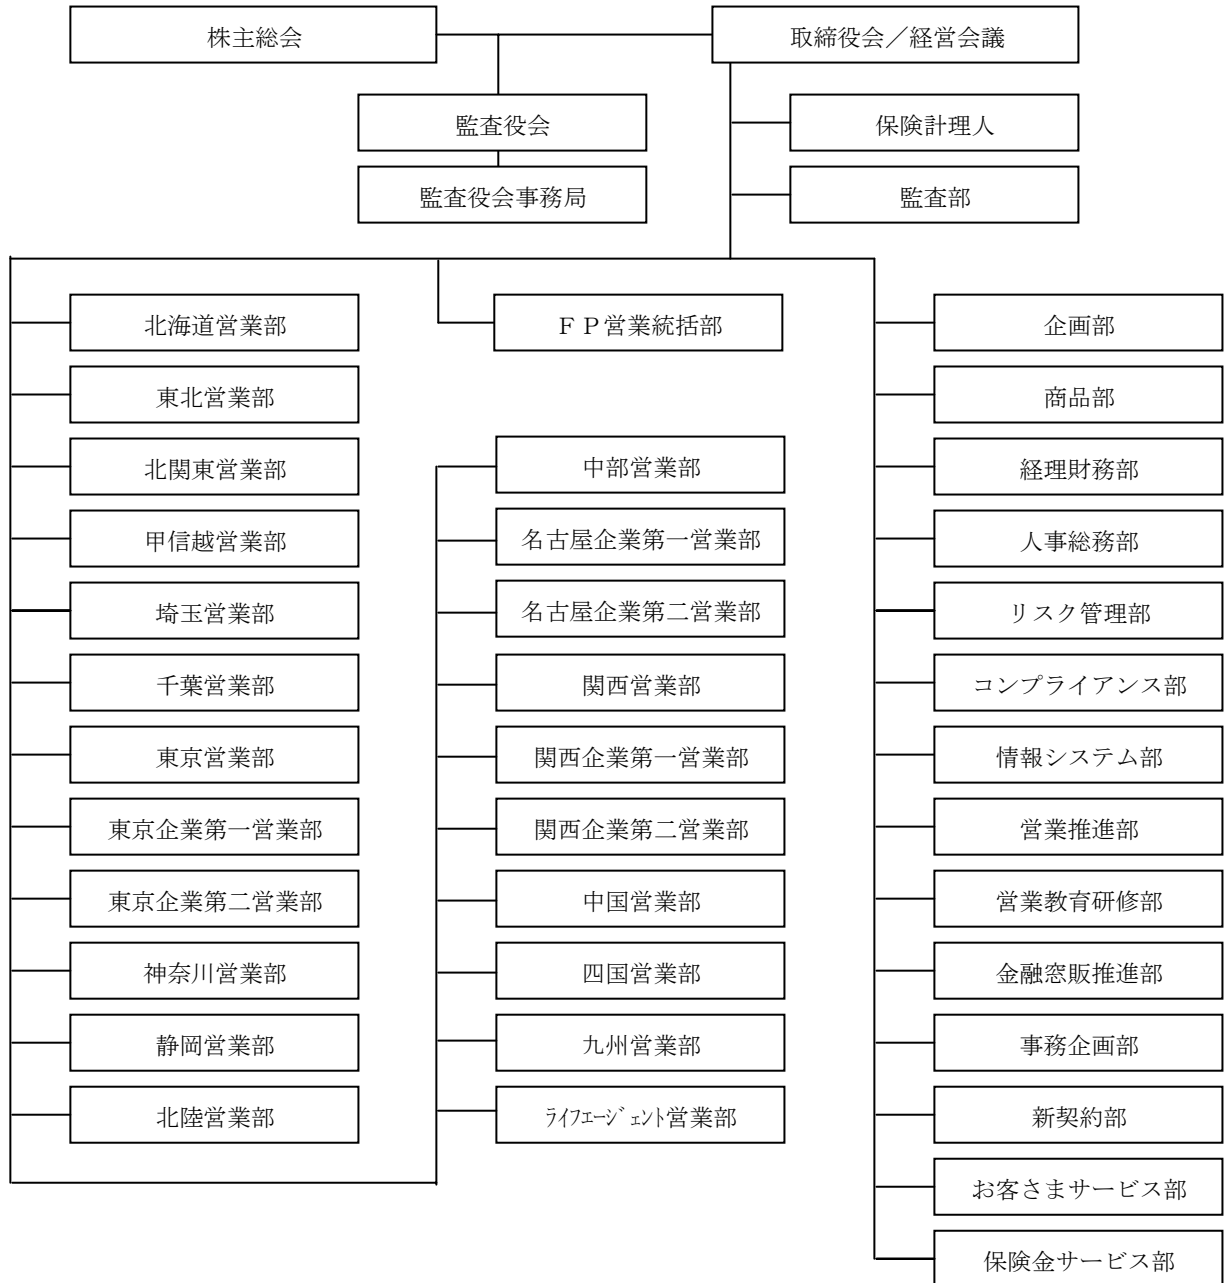 株主総会
取締役会／経営会議
監査役会
保険計理人
監査役会事務局
監査部
北海道営業部
東北営業部
北関東営業部
甲信越営業部
埼玉営業部
千葉営業部
東京営業部
東京企業第一営業部
東京企業第二営業部
神奈川営業部
静岡営業部
北陸営業部
ＦＰ営業統括部
中部営業部
名古屋企業第一営業部
名古屋企業第二営業部
関西営業部
関西企業第一営業部
関西企業第二営業部
中国営業部
四国営業部
九州営業部
ﾗｲﾌｴｰｼﾞｪﾝﾄ営業部
企画部
商品部
経理財務部
人事総務部
リスク管理部
コンプライアンス部
情報システム部
営業推進部
営業教育研修部
金融窓販推進部
事務企画部
新契約部
お客さまサービス部
保険金サービス部